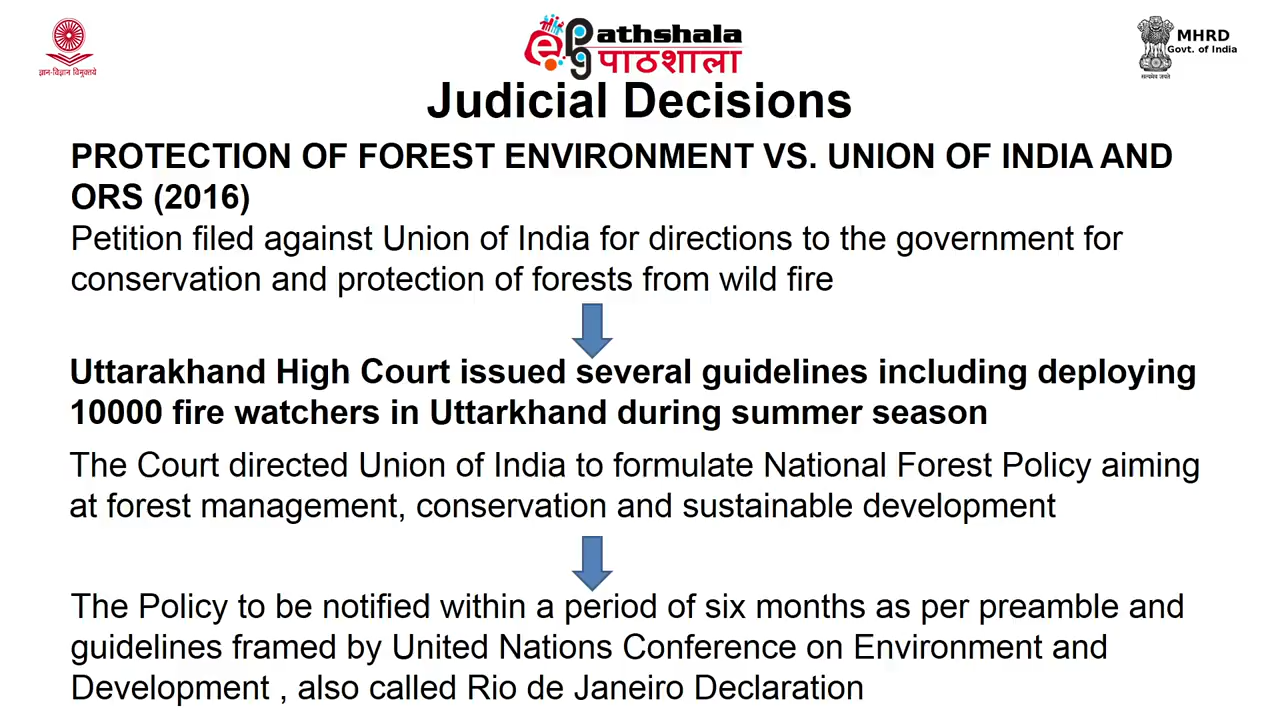 ज्ञान-विज्ञान विमुक्तये
ePathshala
पाठशाला
MHRD
Govt. of India
सत्यमेव जयते
Judicial Decisions
PROTECTION OF FOREST ENVIRONMENT VS. UNION OF INDIA AND
ORS (2016)
Petition filed against Union of India for directions to the government for
conservation and protection of forests from wild fire
Uttarakhand High Court issued several guidelines including deploying
10000 fire watchers in Uttarkhand during summer season
The Court directed Union of India to formulate National Forest Policy aiming
at forest management, conservation and sustainable development
The Policy to be notified within a period of six months as per preamble and
guidelines framed by United Nations Conference on Environment and
Development , also called Rio de Janeiro Declaration